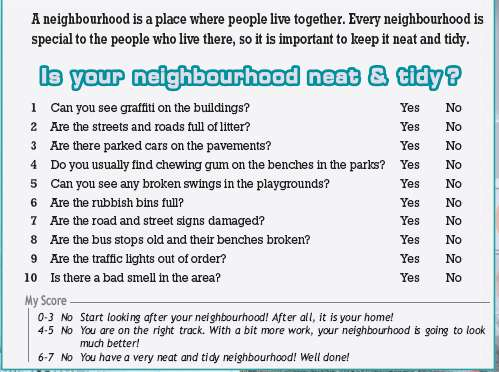 A neighbourhood is a place where people live together. Every neighbourhood is
special to the people who live there, so it is important to keep it neat and tidy.
Is your neighbourhood neat & tidy?
1 Can you see graffiti on the buildings? Yes No
2 Are the streets and roads full of litter? Yes No
3 Are there parked cars on the pavements? Yes No
4 Do you usually find chewing gum on the benches in the parks? Yes No
5 Can you see any broken swings in the playgrounds? Yes No
6 Are the rubbish bins full? Yes No
7 Are the road and street signs damaged? Yes No
8 Are the bus stops old and their benches broken? Yes No
9 Are the traffic lights out of order? Yes No
10 Is there a bad smell in the area? Yes No
My Score
0-3 No Start looking after your neighbourhood! After all, it is your home!
4-5 No You are on the right track. With a bit more work, your neighbourhood is going to look
much better!
6-7 No You have a very neat and tidy neighbourhood! Well done!